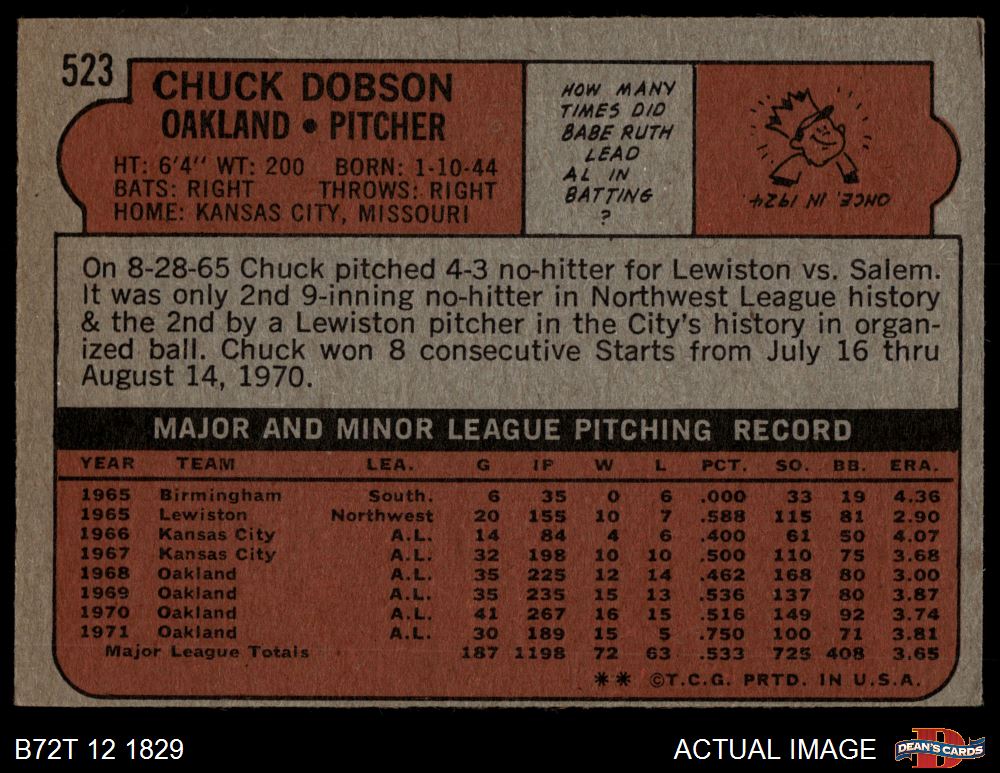 523
CHUCK DOBSON
OAKLAND • PITCHER
HT: 6'4" WT: 200 BORN: 1-10-44
BATS: RIGHT THROWS: RIGHT
HOME: KANSAS CITY, MISSOURI
HOW MANY
TIMES DID
BABE RUTH
LEAD
AL IN
BATTING
?
ONCE, IN 1924.
On 8-28-65 Chuck pitched 4-3 no-hitter for Lewiston vs. Salem.
It was only 2nd 9-inning no-hitter in Northwest League history
& the 2nd by a Lewiston pitcher in the City's history in organ-
ized ball. Chuck won 8 consecutive Starts from July 16 thru
August 14, 1970.
MAJOR AND MINOR LEAGUE PITCHING RECORD
YEAR TEAM LEA. G IP W L PCT. SO. BB. ERA.
1965 Birmingham South. 6 35 0 6 .000 33 19 4.36
1965 Lewiston Northwest 20 155 10 7 .588 115 81 2.90
1966 Kansas City A.L. 14 84 4 6 .400 61 50 4.07
1967 Kansas City A.L. 32 198 10 10 .500 110 75 3.68
1968 Oakland A.L. 35 225 12 14 .462 168 80 3.00
1969 Oakland A.L. 35 235 15 13 .536 137 80 3.87
1970 Oakland A.L. 41 267 16 15 .516 149 92 3.74
1971 Oakland A.L. 30 189 15 5 .750 100 71 3.81
Major League Totals 187 1198 72 63 .533 725 408 3.65
** ©T.C.G. PRTD. IN U.S.A.
B72T 12 1829
ACTUAL IMAGE
D
DEAN'S CARDS